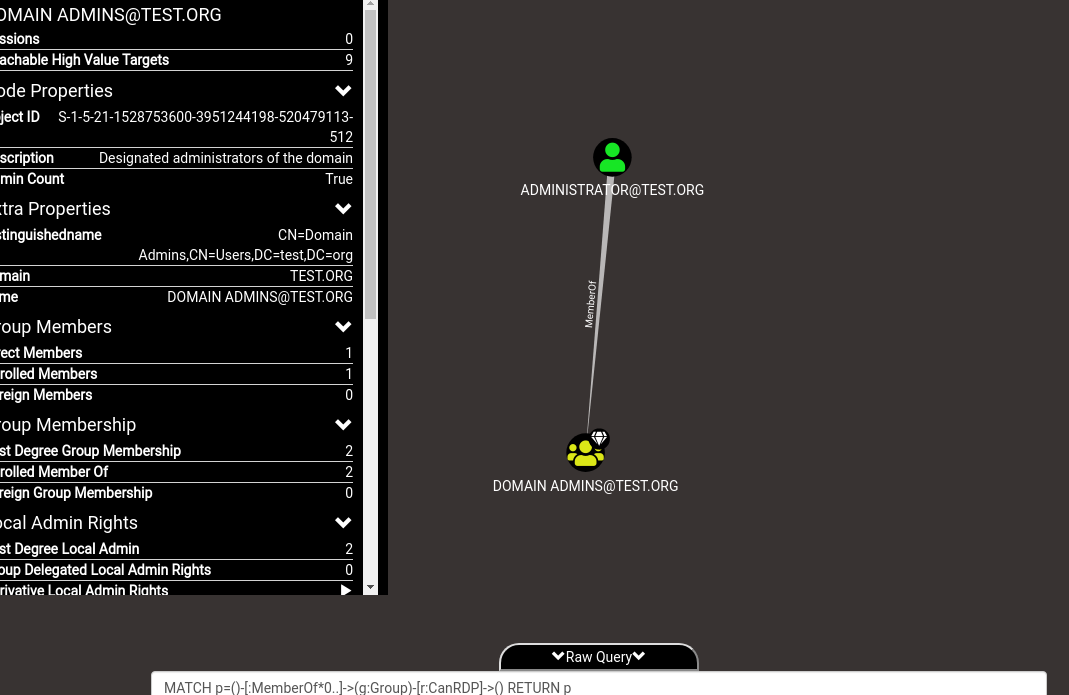 OMAIN ADMINS@TEST.ORG
ssions 0
achable High Value Targets 9
ode Properties
ject ID S-1-5-21-1528753600-3951244198-520479113-
512
scription Designated administrators of the domain
min Count True
xtra Properties
stinguishedname CN=Domain
Admins,CN=Users,DC=test,DC=org
main TEST.ORG
me DOMAIN ADMINS@TEST.ORG
roup Members
rect Members 1
rolled Members 1
reign Members 0
roup Membership
st Degree Group Membership 2
rolled Member Of 2
reign Group Membership 0
ocal Admin Rights
st Degree Local Admin 2
oup Delegated Local Admin Rights 0
rivative Local Admin Rights
ADMINISTRATOR@TEST.ORG
MemberOf
DOMAIN ADMINS@TEST.ORG
Raw Query
MATCH p=()-[:MemberOf*0..]->(g:Group)-[r:CanRDP]->() RETURN p